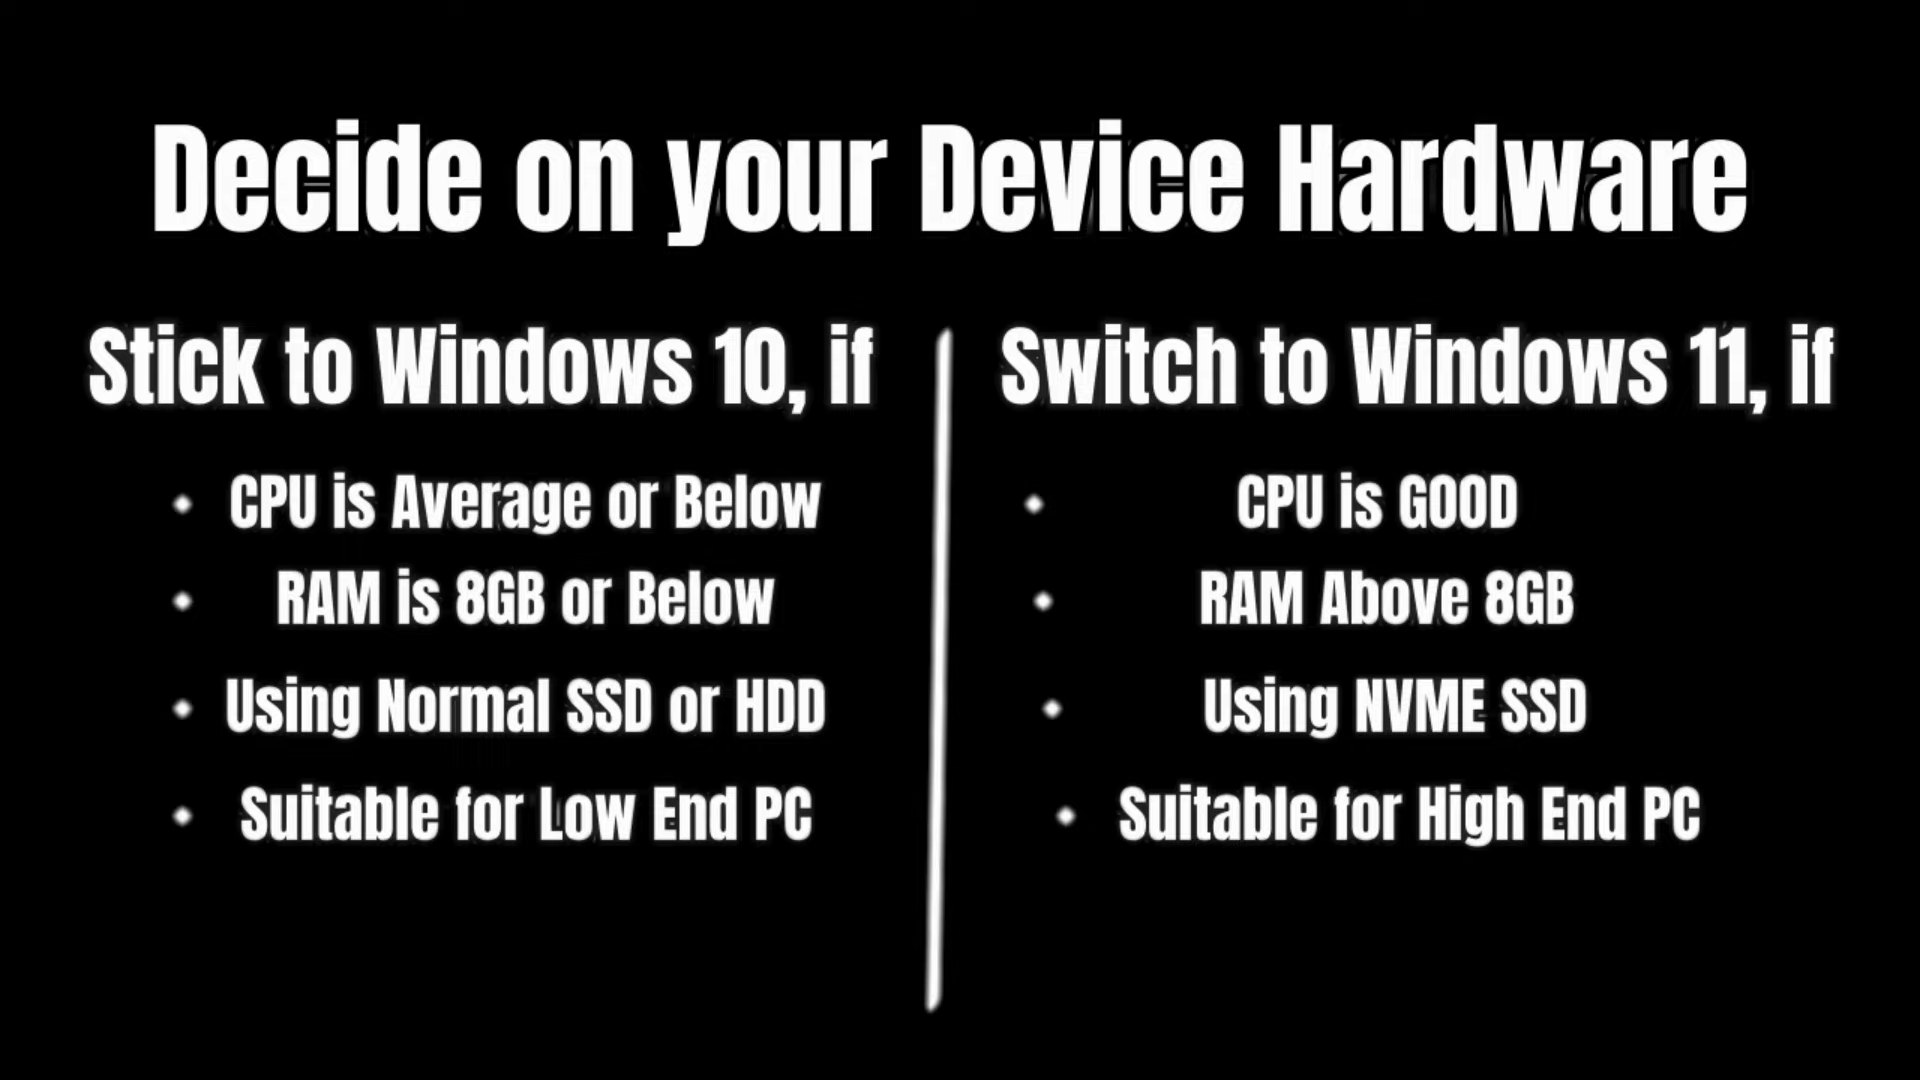 Decide on your Device Hardware
Stick to Windows 10, if
• CPU is Average or Below
• RAM is 8GB or Below
• Using Normal SSD or HDD
• Suitable for Low End PC
Switch to Windows 11, if
• CPU is GOOD
• RAM Above 8GB
• Using NVME SSD
• Suitable for High End PC